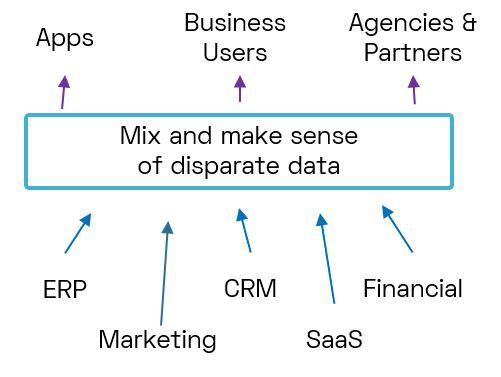 Apps
Business
Users
Agencies &
Partners
Mix and make sense
of disparate data
ERP
CRM
Financial
Marketing
SaaS